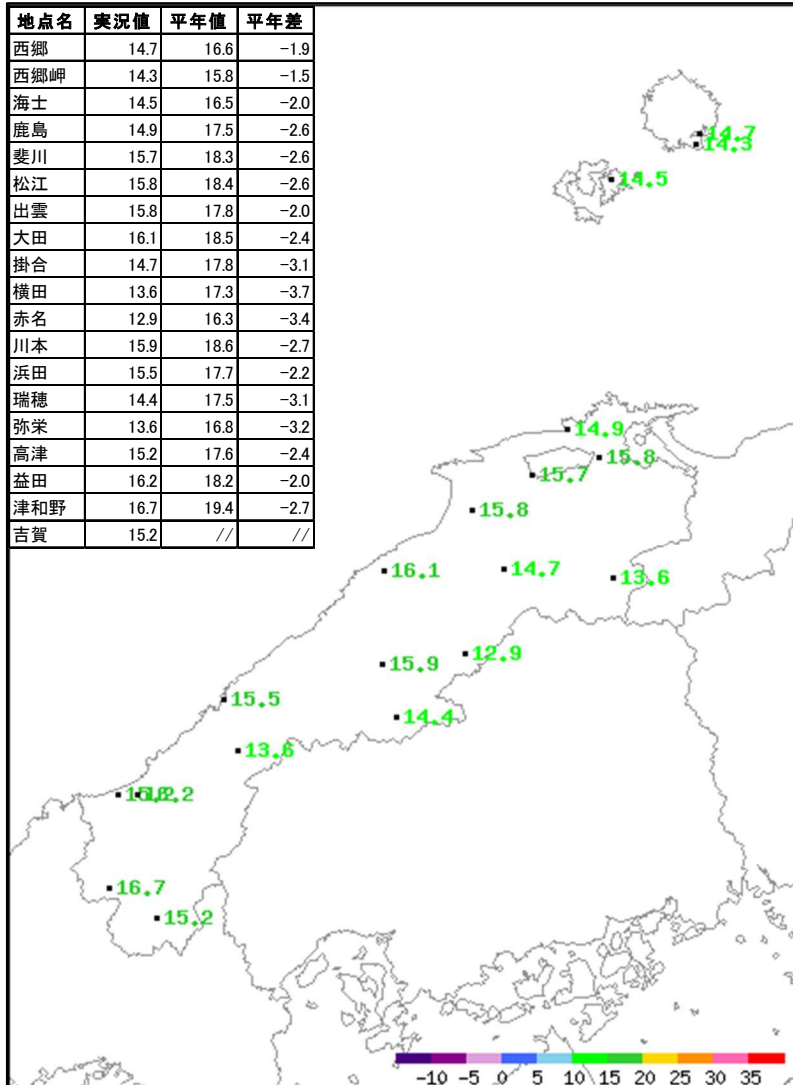 地点名 実況値 平年値 平年差
西郷 14.7 16.6 −1.9
西郷岬 14.3 15.8 −1.5
海士 14.5 16.5 −2.0
鹿島 14.9 17.5 −2.6
斐川 15.7 18.3 −2.6
松江 15.8 18.4 −2.6
出雲 15.8 17.8 −2.0
大田 16.1 18.5 −2.4
掛合 14.7 17.8 −3.1
横田 13.6 17.3 −3.7
赤名 12.9 16.3 −3.4
川本 15.9 18.6 −2.7
浜田 15.5 17.7 −2.2
瑞穂 14.4 17.5 −3.1
弥栄 13.6 16.8 −3.2
高津 15.2 17.6 −2.4
益田 16.2 18.2 −2.0
津和野 16.7 19.4 −2.7
吉賀 15.2 // //
14.7
14.3
14.5
14.9
15.8
15.7
15.8
16.1
14.7
13.6
12.9
15.9
14.4
15.5
13.6
16.7
15.2
−10 −5 0 5 10 15 20 25 30 35